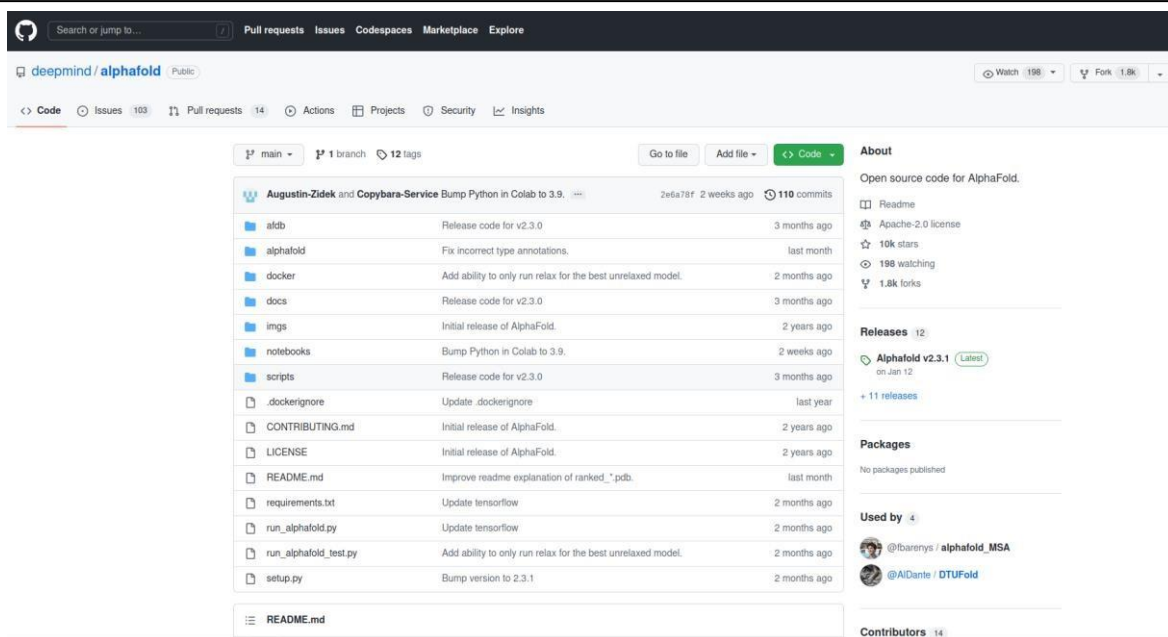 Search or jump to... /
Pull requests Issues Codespaces Marketplace Explore
deepmind / alphafold Public
Watch 198 Fork 1.8k
Code Issues 103 Pull requests 14 Actions Projects Security Insights
main 1 branch 12 tags Go to file Add file Code
Augustin-Zidek and Copybara-Service Bump Python in Colab to 3.9. ... 2e6a78f 2 weeks ago 110 commits
afdb Release code for v2.3.0 3 months ago
alphafold Fix incorrect type annotations. last month
docker Add ability to only run relax for the best unrelaxed model. 2 months ago
docs Release code for v2.3.0 3 months ago
imgs Initial release of AlphaFold. 2 years ago
notebooks Bump Python in Colab to 3.9. 2 weeks ago
scripts Release code for v2.3.0 3 months ago
.dockerignore Update .dockerignore last year
CONTRIBUTING.md Initial release of AlphaFold. 2 years ago
LICENSE Initial release of AlphaFold. 2 years ago
README.md Improve readme explanation of ranked_*.pdb. last month
requirements.txt Update tensorflow 2 months ago
run_alphafold.py Update tensorflow 2 months ago
run_alphafold_test.py Add ability to only run relax for the best unrelaxed model. 2 months ago
setup.py Bump version to 2.3.1 2 months ago
README.md
About
Open source code for AlphaFold.
Readme
Apache-2.0 license
10k stars
198 watching
1.8k forks
Releases 12
Alphafold v2.3.1 Latest
on Jan 12
+ 11 releases
Packages
No packages published
Used by 4
@fbarenys / alphafold_MSA
@AlDante / DTUFold
Contributors 14